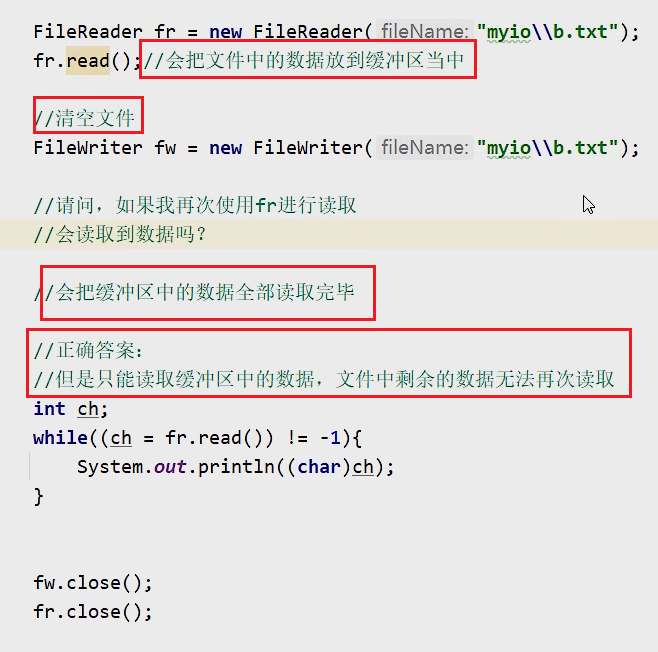 FileReader fr = new FileReader( fileName: "myio\\b.txt");
fr.read();//会把文件中的数据放到缓冲区当中
//清空文件
FileWriter fw = new FileWriter( fileName: "myio\\b.txt");
//请问，如果我再次使用fr进行读取
//会读取到数据吗？
//会把缓冲区中的数据全部读取完毕
//正确答案：
//但是只能读取缓冲区中的数据，文件中剩余的数据无法再次读取
int ch;
while((ch = fr.read()) != -1){
System.out.println((char)ch);
}
fw.close();
fr.close();